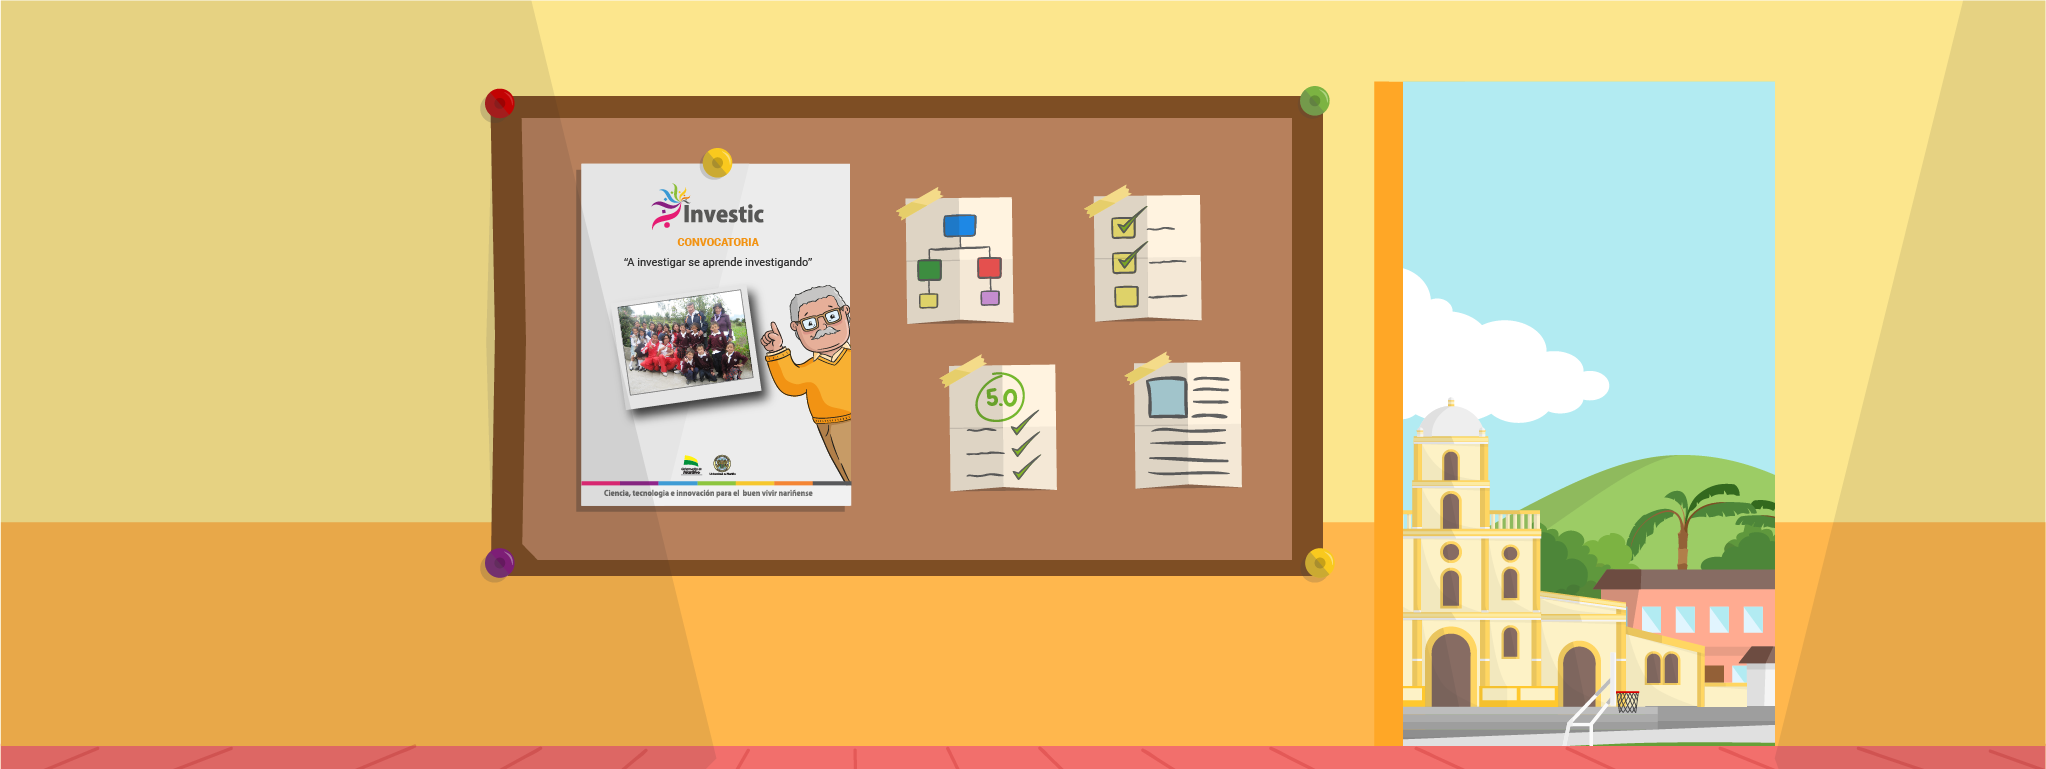 Investic
CONVOCATORIA
“A investigar se aprende investigando”
5.0
Ciencia, tecnología e innovación para el buen vivir nariñense